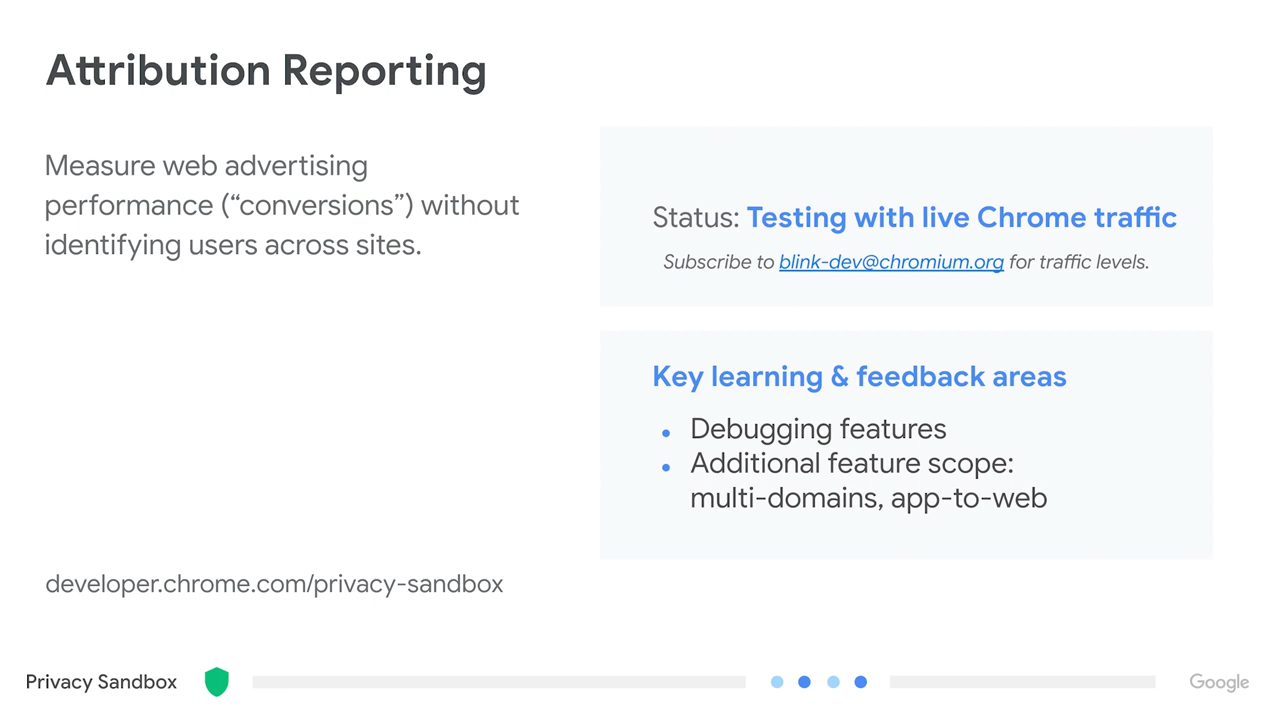 Attribution Reporting
Measure web advertising
performance (“conversions”) without
identifying users across sites.
Status: Testing with live Chrome traffic
Subscribe to blink-dev@chromium.org for traffic levels.
Key learning & feedback areas
• Debugging features
• Additional feature scope:
multi-domains, app-to-web
developer.chrome.com/privacy-sandbox
Privacy Sandbox
Google